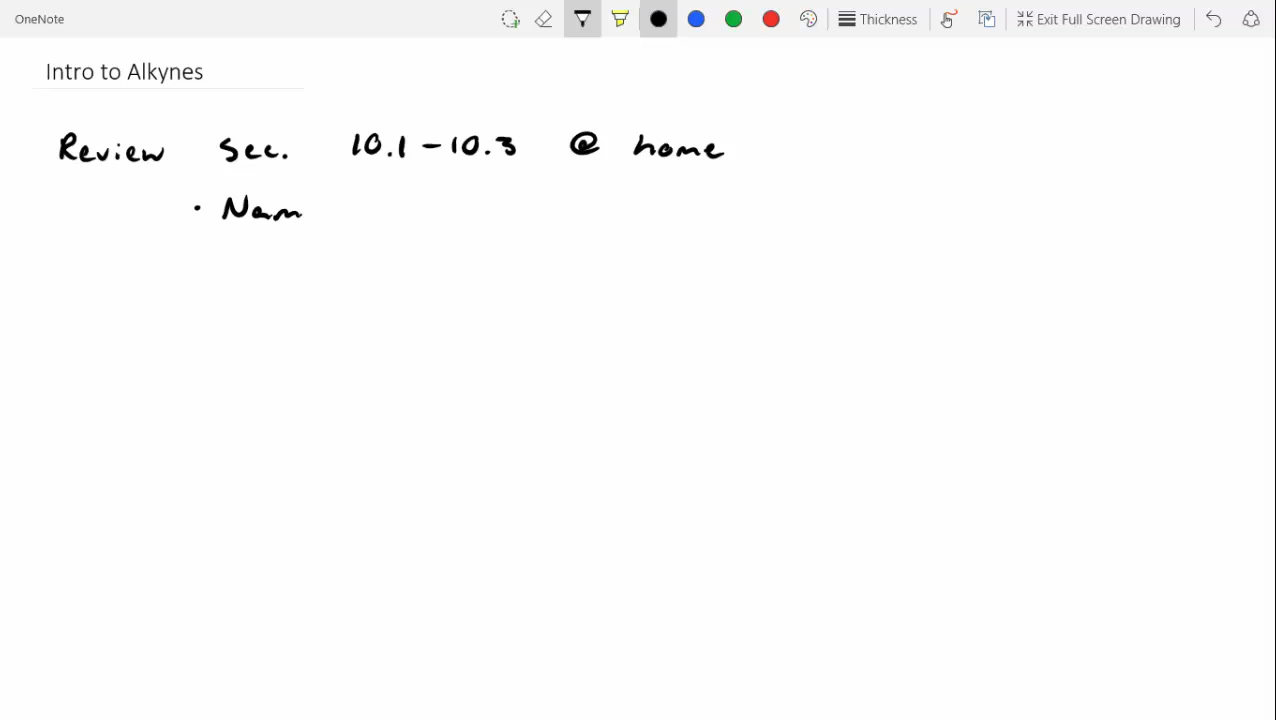 OneNote
Thickness
Exit Full Screen Drawing
Intro to Alkynes
Review Sec. 10.1 - 10.3 @ home
· Nam